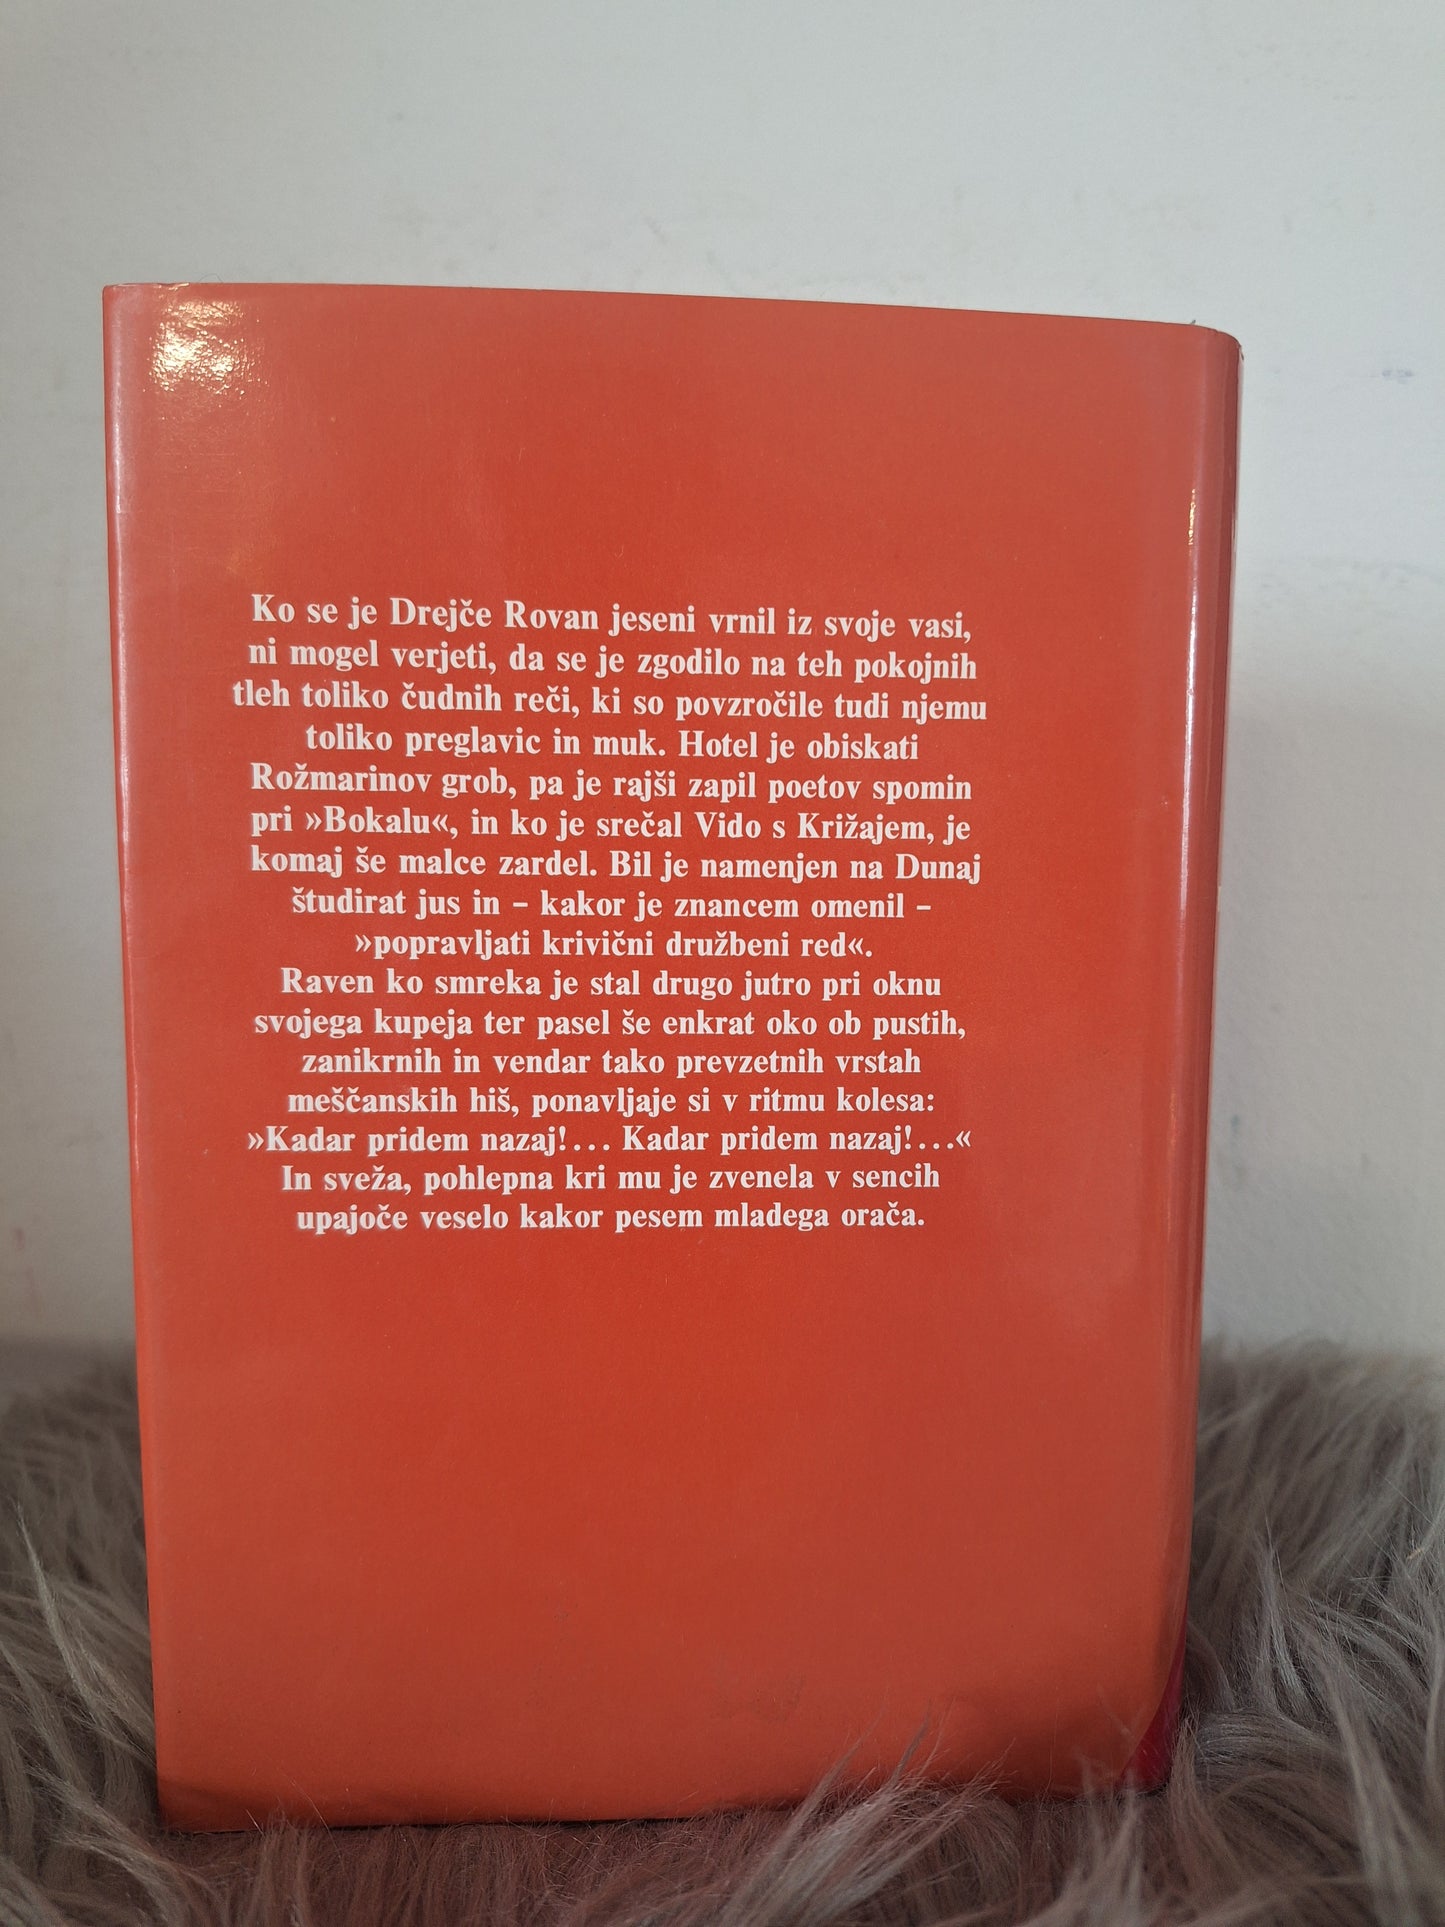 Ko se je Drejče Rovan jeseni vrnil iz svoje vasi,
ni mogel verjeti, da se je zgodilo na teh pokojnih
tleh toliko čudnih reči, ki so povzročile tudi njemu
toliko preglavic in muk. Hotel je obiskati
Rožmarinov grob, pa je rajši zapil poetov spomin
pri »Bokalu«, in ko je srečal Vido s Križajem, je
komaj še malce zardel. Bil je namenjen na Dunaj
študirat jus in – kakor je znancem omenil –
»popravljati krivični družbeni red«.
Raven ko smreka je stal drugo jutro pri oknu
svojega kupeja ter pasel še enkrat oko ob pustih,
zanikrnih in vendar tako prevzetnih vrstah
meščanskih hiš, ponavljaje si v ritmu kolesa:
»Kadar pridem nazaj!... Kadar pridem nazaj!...«
In sveža, pohlepna kri mu je zvenela v sencih
upajoče veselo kakor pesem mladega orača.